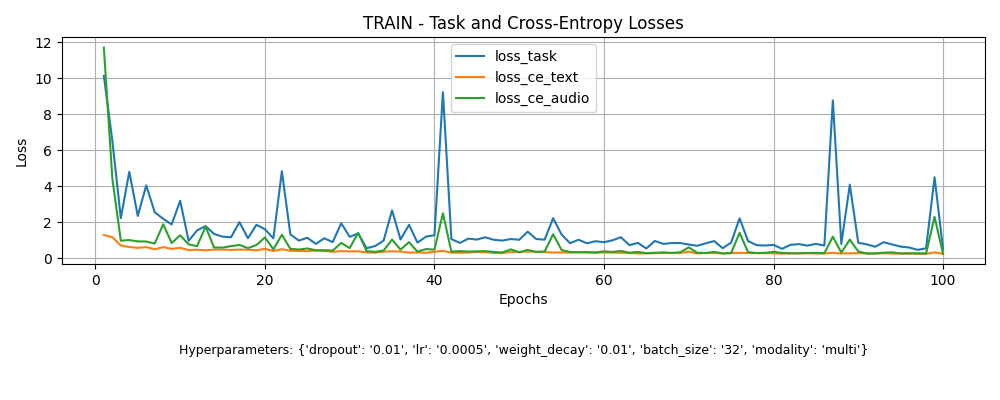 TRAIN - Task and Cross-Entropy Losses
12
10
8
6
4
2
0
Loss
loss_task
loss_ce_text
loss_ce_audio
0
20
40
60
80
100
Epochs
Hyperparameters: {'dropout': '0.01', 'lr': '0.0005', 'weight_decay': '0.01', 'batch_size': '32', 'modality': 'multi'}